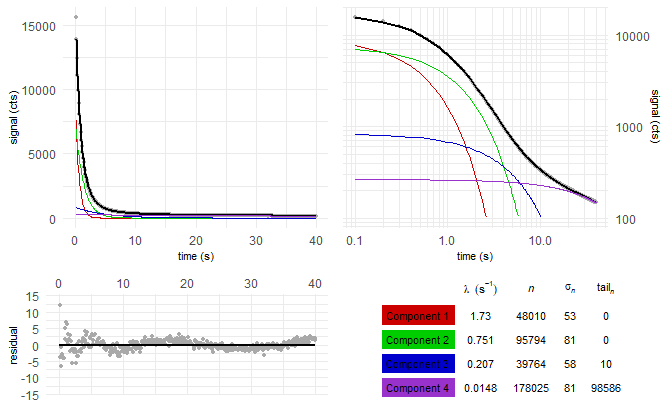 15000
10000
5000
0
signal (cts)
0 10 20 30 40
time (s)
10000
1000
100
signal (cts)
0.1 1.0 10.0
time (s)
0 10 20 30 40
15
10
5
0
-5
-10
-15
residual
λ (s⁻¹) n σₙ tailₙ
Component 1 1.73 48010 53 0
Component 2 0.751 95794 81 0
Component 3 0.207 39764 58 10
Component 4 0.0148 178025 81 98586